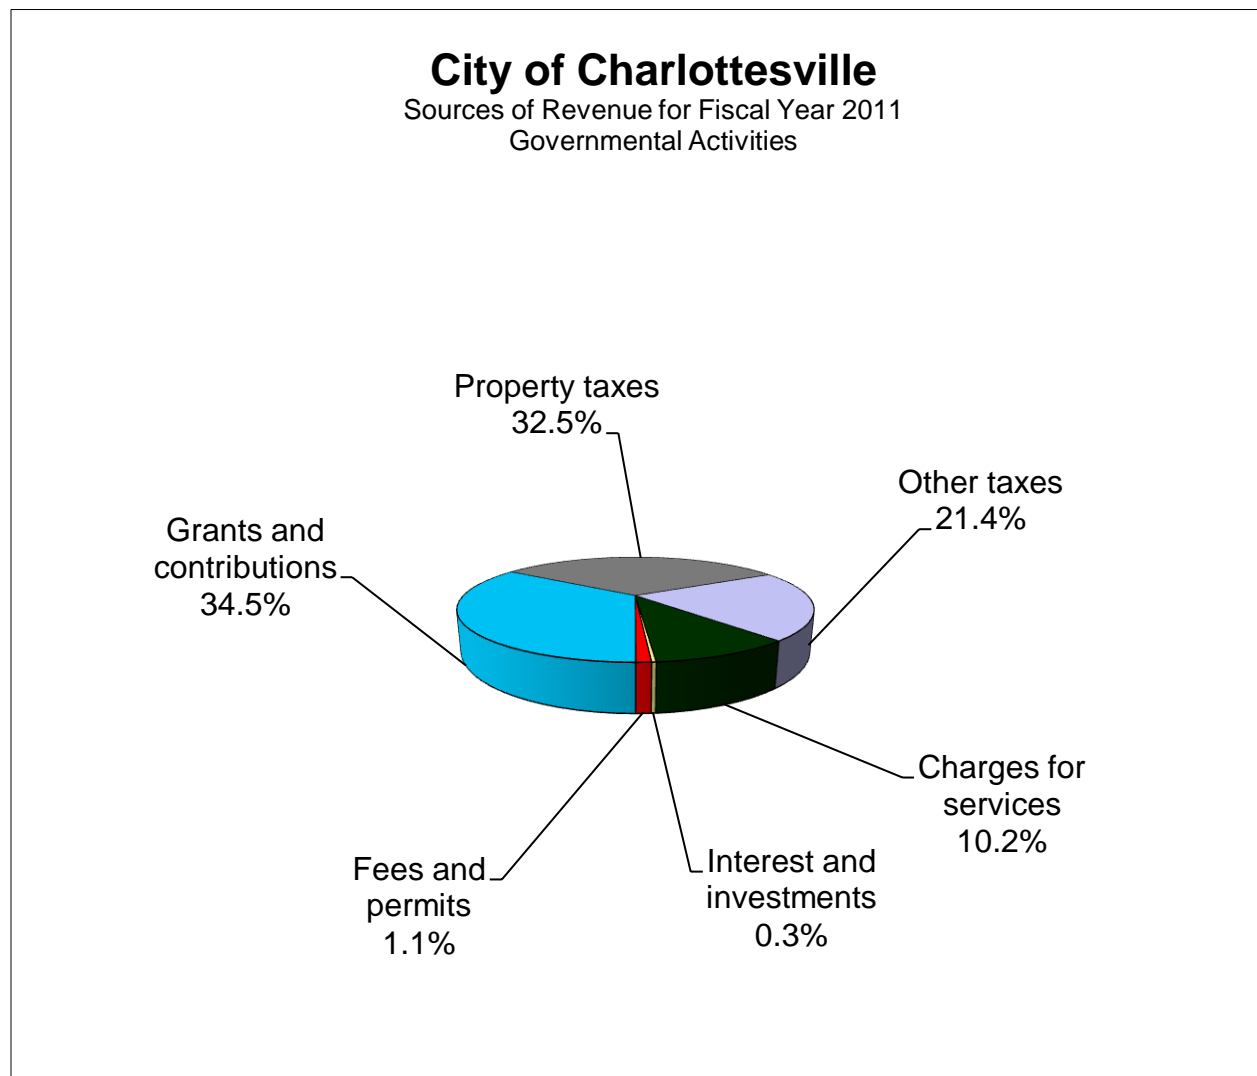 City of Charlottesville
Sources of Revenue for Fiscal Year 2011
Governmental Activities
Property taxes
32.5%
Other taxes
21.4%
Grants and
contributions
34.5%
Charges for
services
10.2%
Interest and
investments
0.3%
Fees and
permits
1.1%